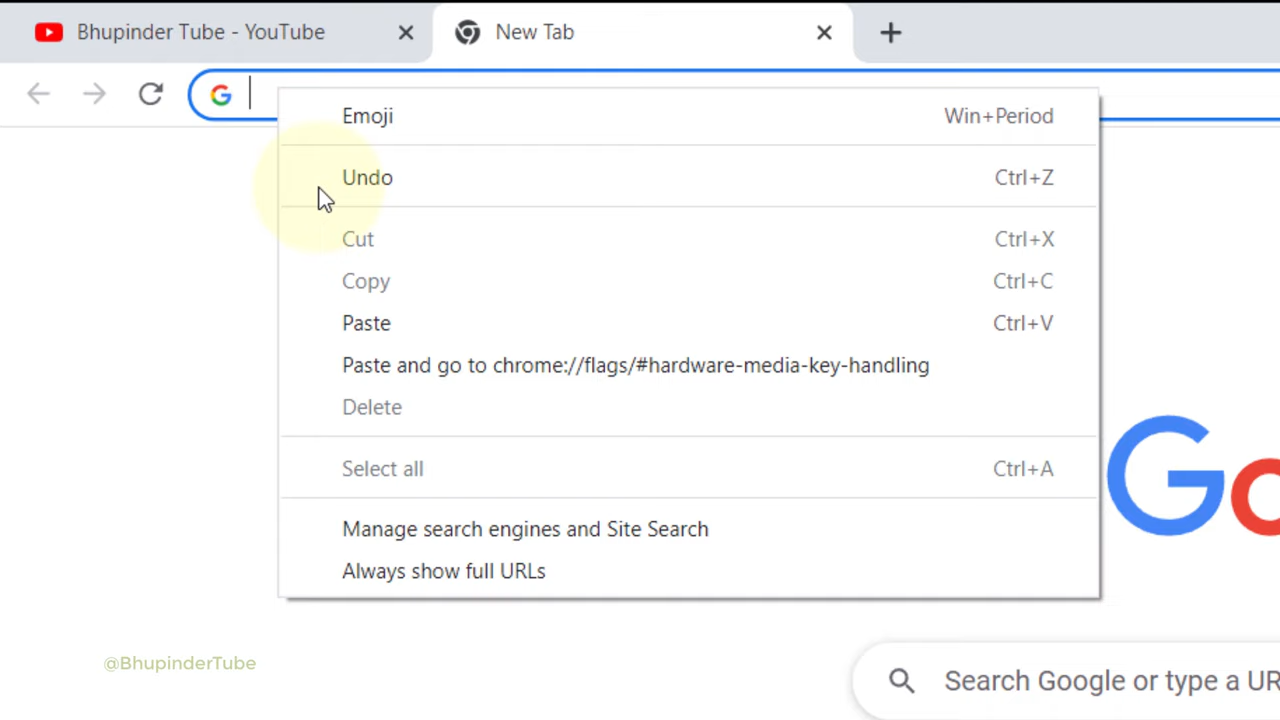 Bhupinder Tube - YouTube
New Tab
Emoji Win+Period
Undo Ctrl+Z
Cut Ctrl+X
Copy Ctrl+C
Paste Ctrl+V
Paste and go to chrome://flags/#hardware-media-key-handling
Delete
Select all Ctrl+A
Manage search engines and Site Search
Always show full URLs
Go
@BhupinderTube
Search Google or type a UR